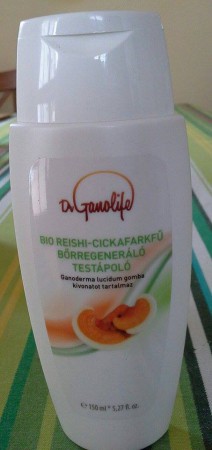 Dr Ganolife
BIO REISHI-CICKAFARKFŰ
BŐRREGENERÁLÓ
TESTÁPOLÓ
Ganoderma lucidum gomba
kivonatot tartalmaz
℮ 150 ml * 5,27 fl. oz.